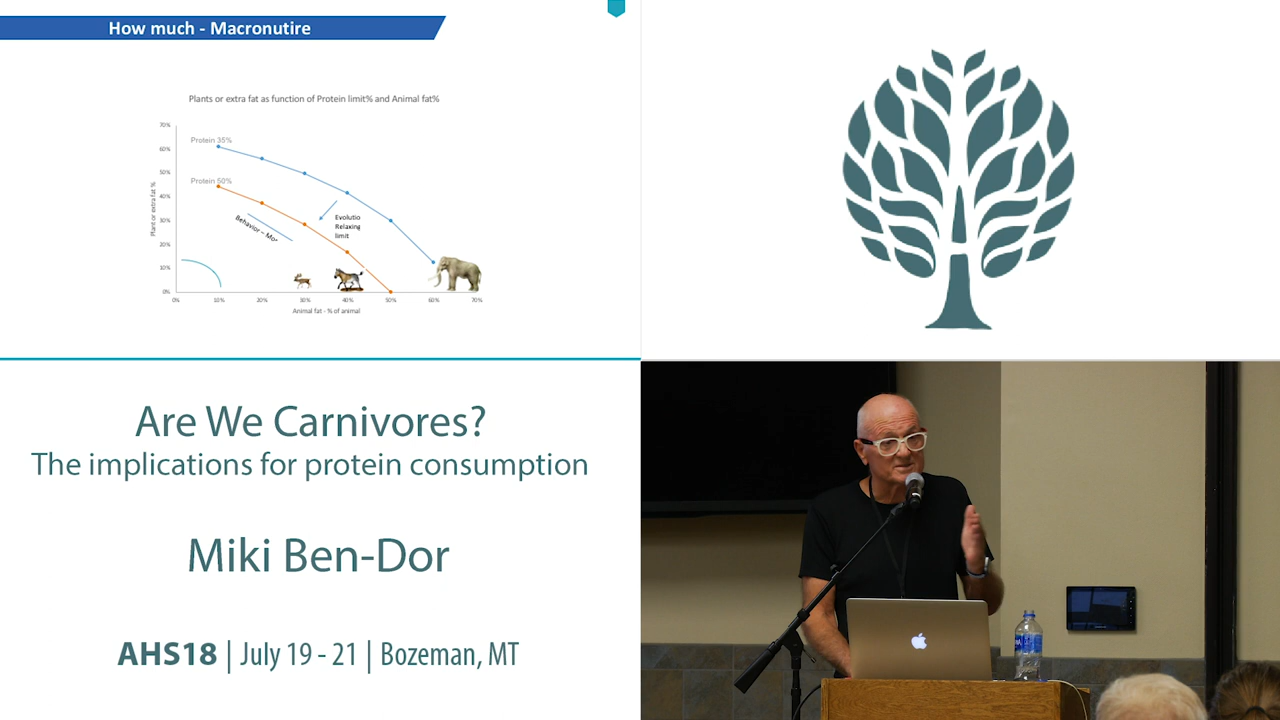 How much - Macronutire
Plants or extra fat as function of Protein limit% and Animal fat%
Plant or extra fat %
70%
60%
50%
40%
30%
20%
10%
0%
Protein 35%
Protein 50%
Behavior – Mo
Evolutio
Relaxing
limit
0%
10%
20%
30%
40%
50%
60%
70%
Animal fat - % of animal
Are We Carnivores?
The implications for protein consumption
Miki Ben-Dor
AHS18 | July 19 - 21 | Bozeman, MT